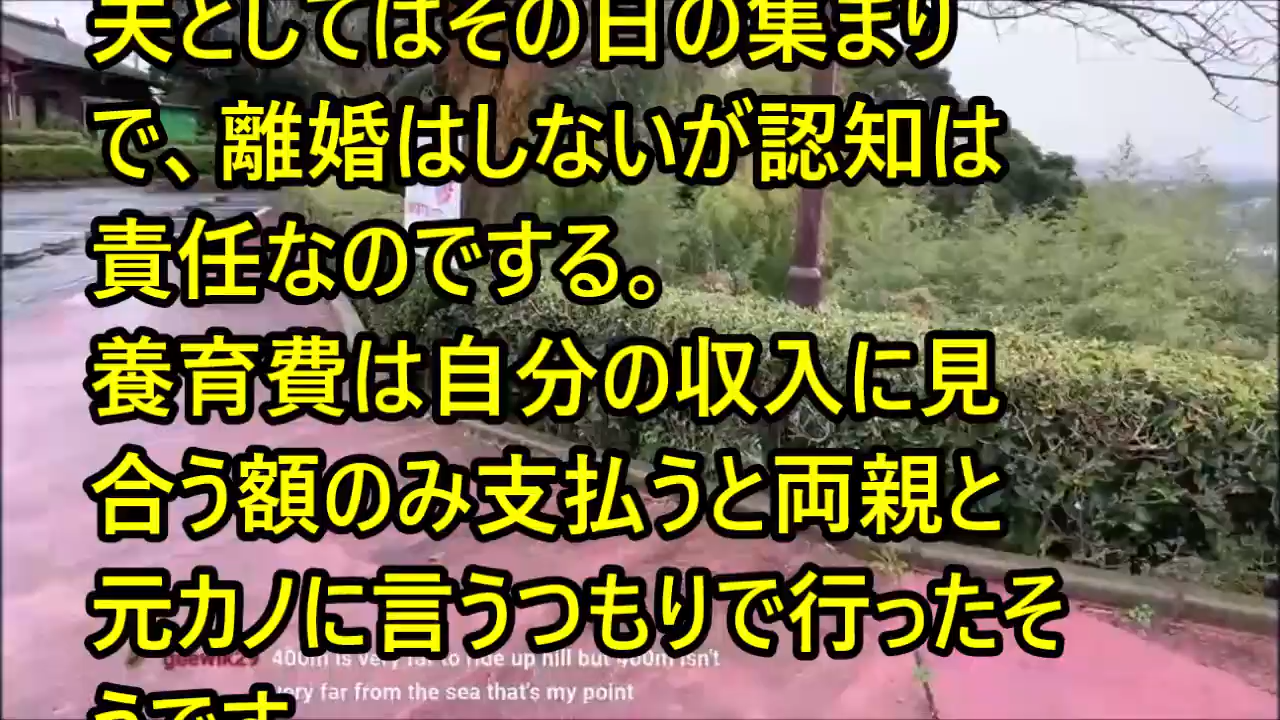 夫としてはその日の集まり
で、離婚はしないが認知は
責任なのでする。
養育費は自分の収入に見
合う額のみ支払うと両親と
元カノに言うつもりで行ったそ
うです
geewik29 400m is very far to ride up hill but 400m isn't
very far from the sea that's my point